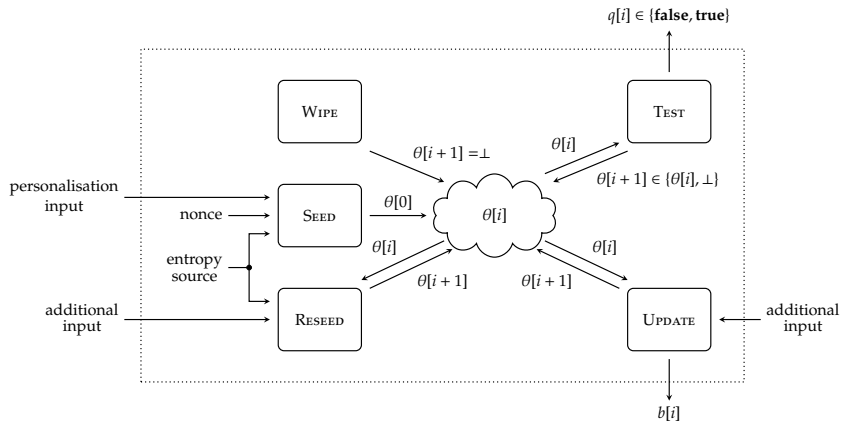 q[i] ∈ {false, true}
WIPE
TEST
θ[i + 1] =⊥
θ[i]
θ[i + 1] ∈ {θ[i], ⊥}
personalisation
input
nonce
SEED
θ[0]
θ[i]
entropy
source
θ[i]
θ[i + 1]
θ[i]
θ[i + 1]
additional
input
RESEED
UPDATE
additional
input
b[i]